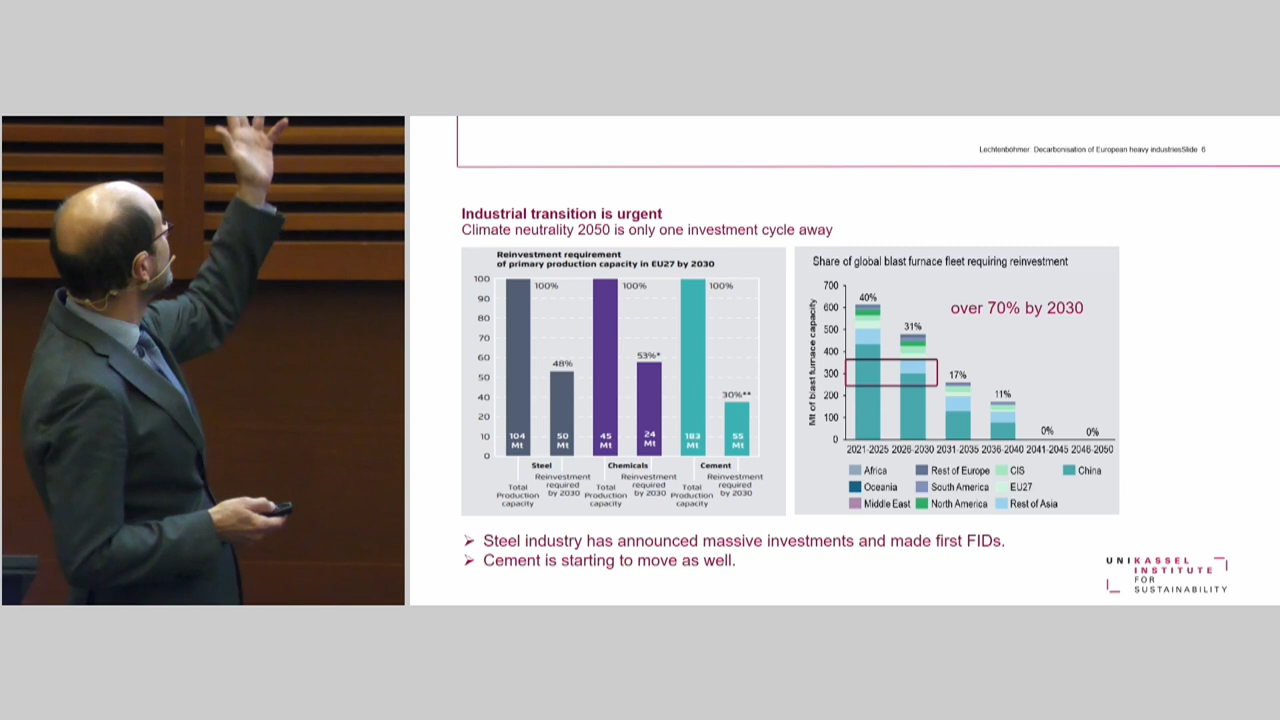 Lechtenböhmer: Decarbonisation of European heavy industriesSlide 6
Industrial transition is urgent
Climate neutrality 2050 is only one investment cycle away
Reinvestment requirement
of primary production capacity in EU27 by 2030
100
90
80
70
60
50
40
20
10
0
100%
48%
100%
53%*
100%
30%**
104
Mt
50
Mt
45
Mt
24
Mt
183
Mt
55
Mt
Steel
Chemicals
Cement
Total
Production
capacity
Reinvestment
required
by 2030
Total
Production
capacity
Reinvestment
required
by 2030
Total
Production
capacity
Reinvestment
required
by 2030
Share of global blast furnace fleet requiring reinvestment
over 70% by 2030
Mt of blast furnace capacity
700
600
500
400
300
200
100
0
40%
31%
17%
11%
0%
0%
2021-2025 2026-2030 2031-2035 2036-2040 2041-2045 2046-2050
Africa Rest of Europe CIS China
Oceania South America EU27
Middle East North America Rest of Asia
Steel industry has announced massive investments and made first FIDs.
Cement is starting to move as well.
UNIKASSEL
INSTITUTE
FOR
SUSTAINABILITY